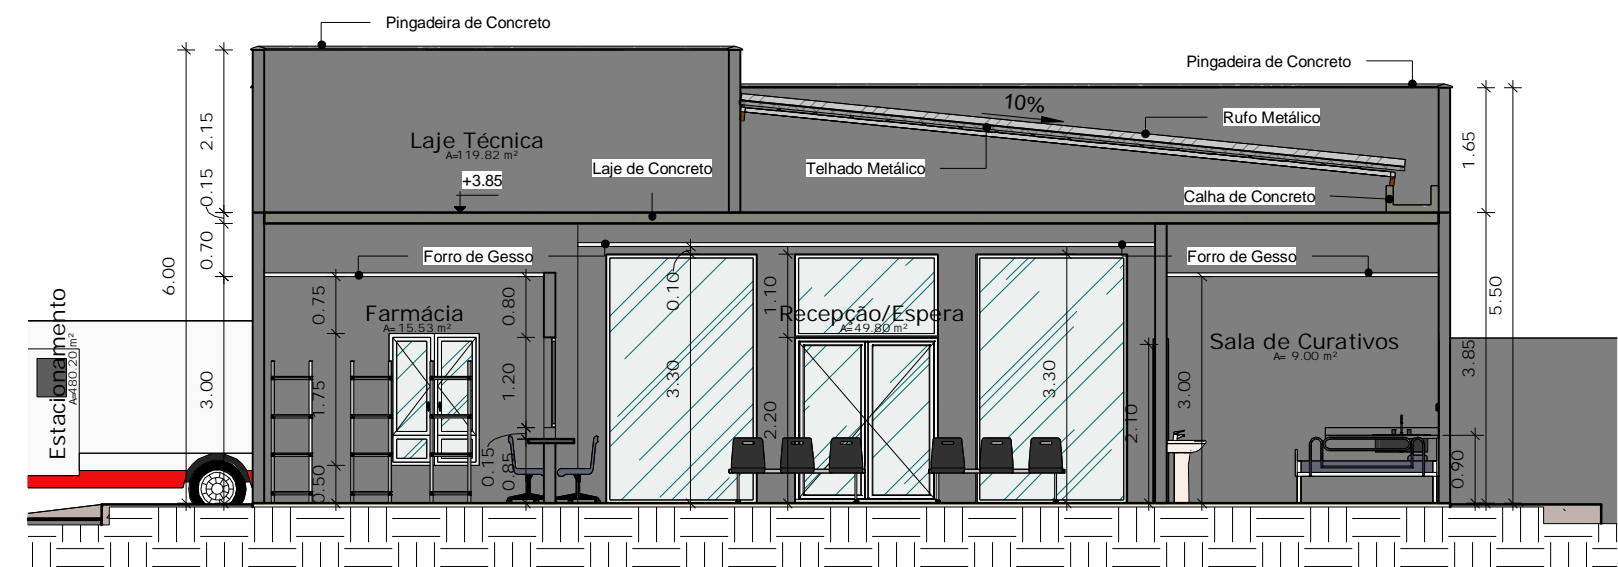 Pingadeira de Concreto
Pingadeira de Concreto
10%
Rufo Metálico
Laje Técnica
A=119.82 m²
Laje de Concreto
Telhado Metálico
+3.85
Calha de Concreto
Forro de Gesso
Forro de Gesso
Farmácia
A=15.53 m²
Recepção/Espera
A=49.80 m²
Sala de Curativos
A= 9.00 m²
Estacionamento
A=480.20 m²
6.00
2.15
0.15
0.70
3.00
0.75
1.75
0.50
0.80
1.20
0.15
0.85
0.10
3.30
1.10
2.20
3.30
2.10
3.00
0.90
1.65
3.85
5.50